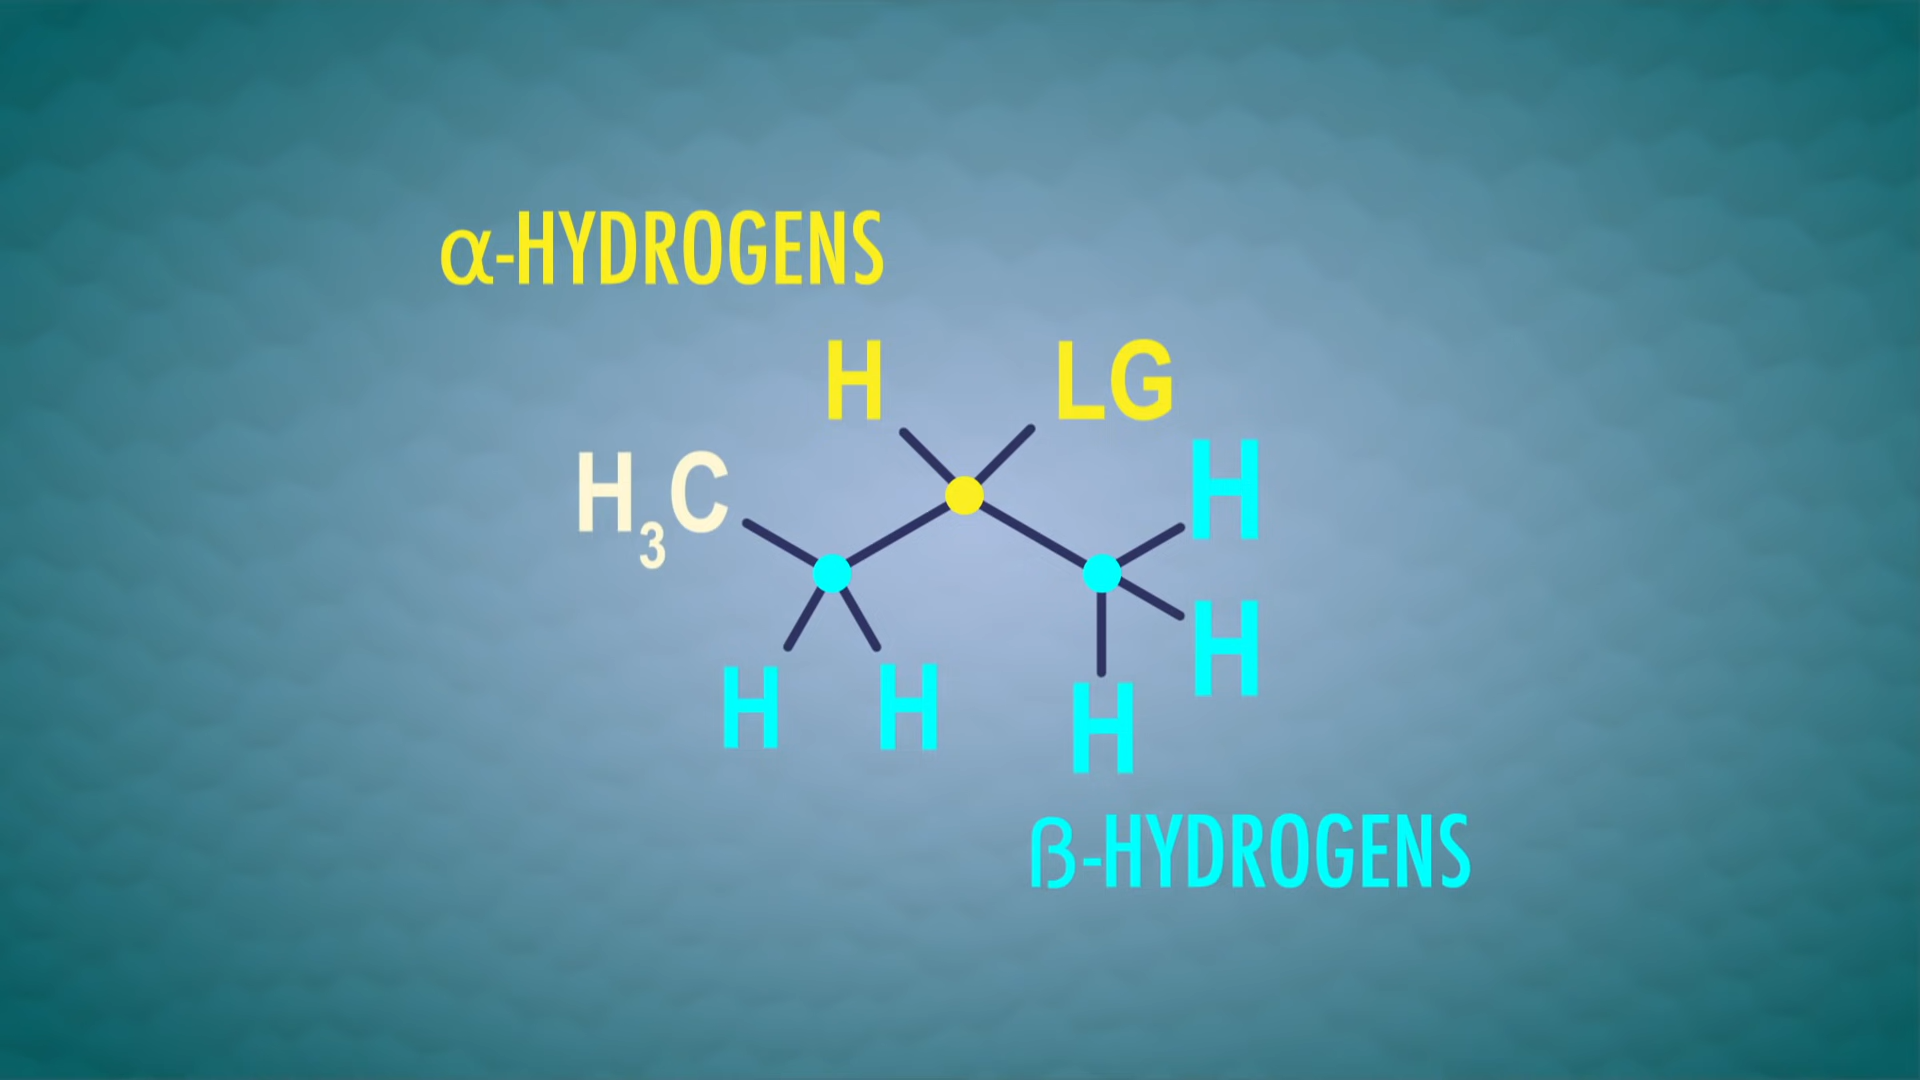 α-HYDROGENS
H LG
H₃C H
H
H H H
ß-HYDROGENS